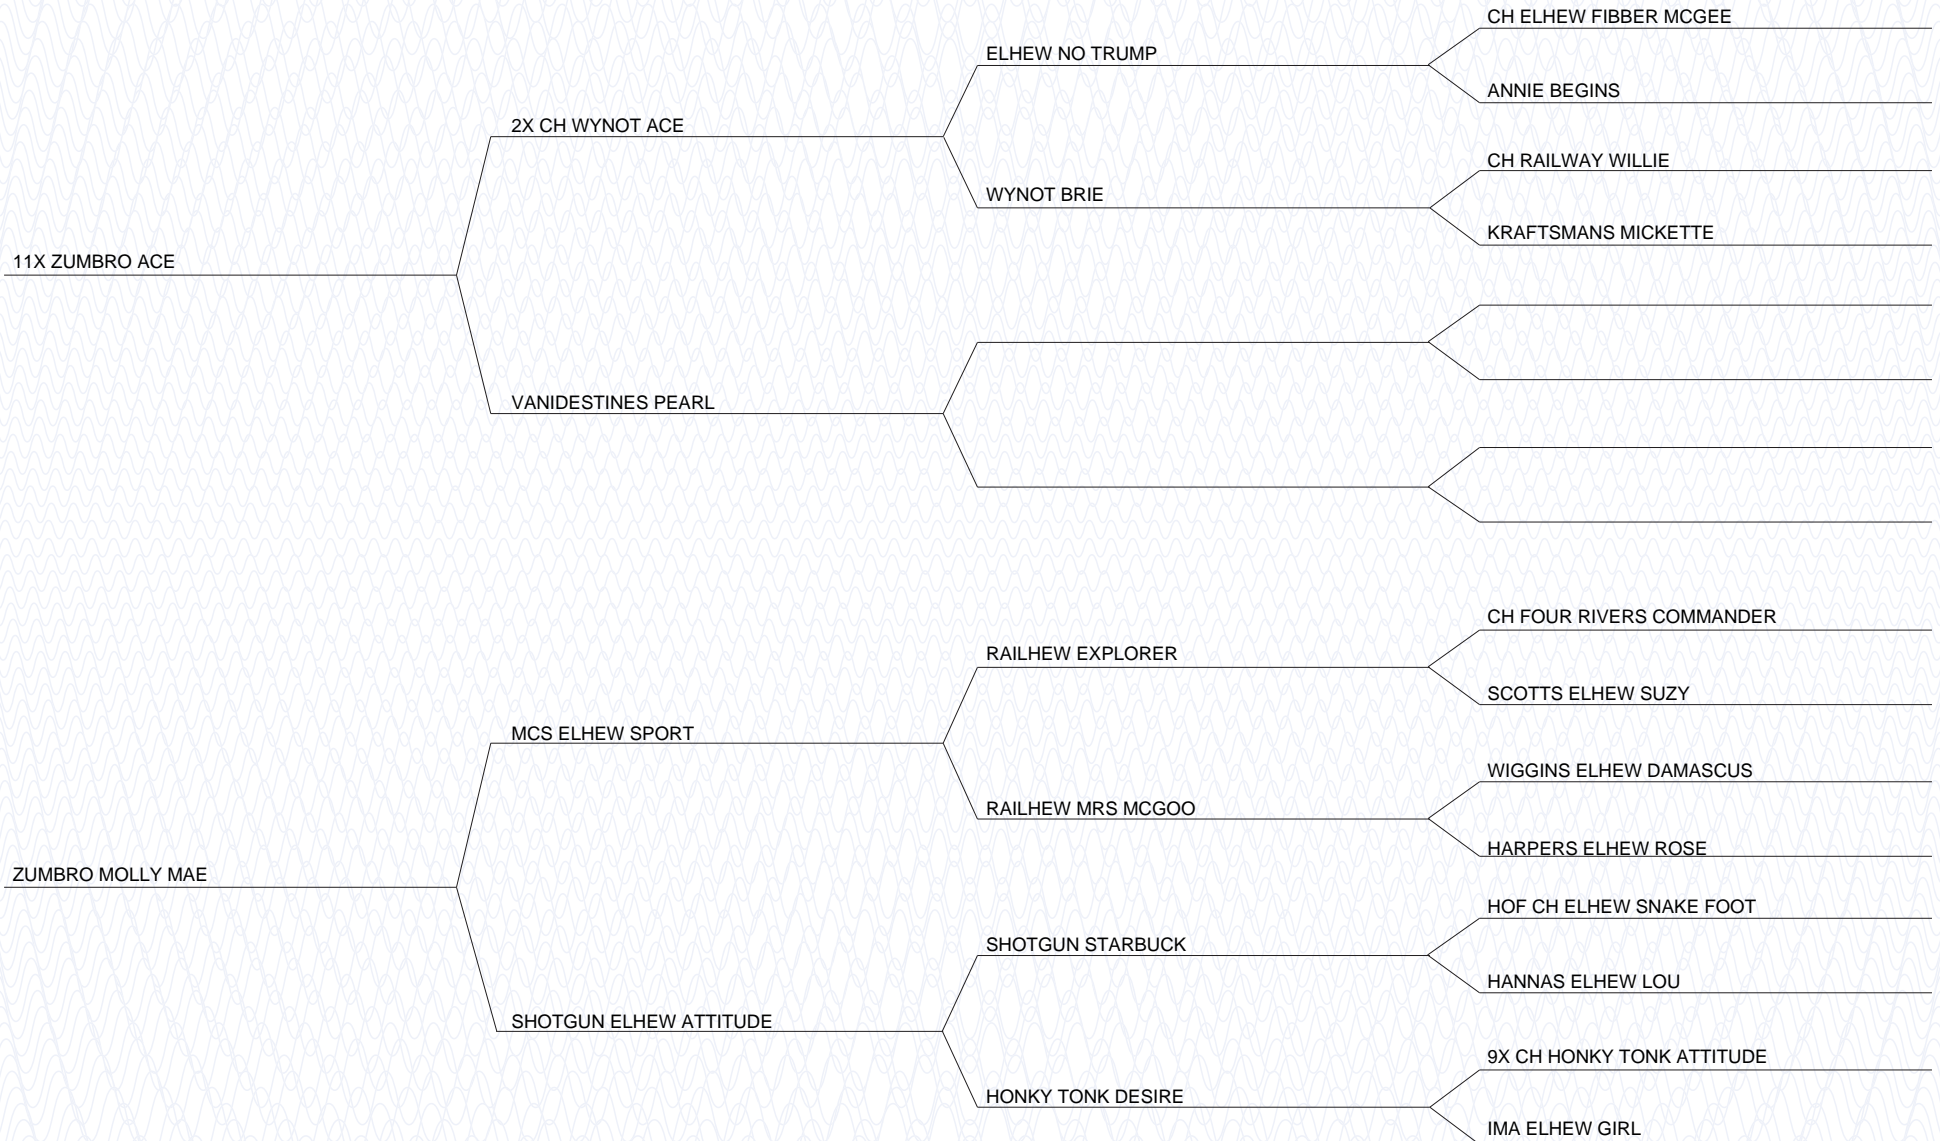 CH ELHEW FIBBER MCGEE
ELHEW NO TRUMP
ANNIE BEGINS
2X CH WYNOT ACE
CH RAILWAY WILLIE
WYNOT BRIE
KRAFTSMANS MICKETTE
11X ZUMBRO ACE
VANIDESTINES PEARL
CH FOUR RIVERS COMMANDER
RAILHEW EXPLORER
SCOTTS ELHEW SUZY
MCS ELHEW SPORT
WIGGINS ELHEW DAMASCUS
RAILHEW MRS MCGOO
HARPERS ELHEW ROSE
ZUMBRO MOLLY MAE
HOF CH ELHEW SNAKE FOOT
SHOTGUN STARBUCK
HANNAS ELHEW LOU
SHOTGUN ELHEW ATTITUDE
9X CH HONKY TONK ATTITUDE
HONKY TONK DESIRE
IMA ELHEW GIRL